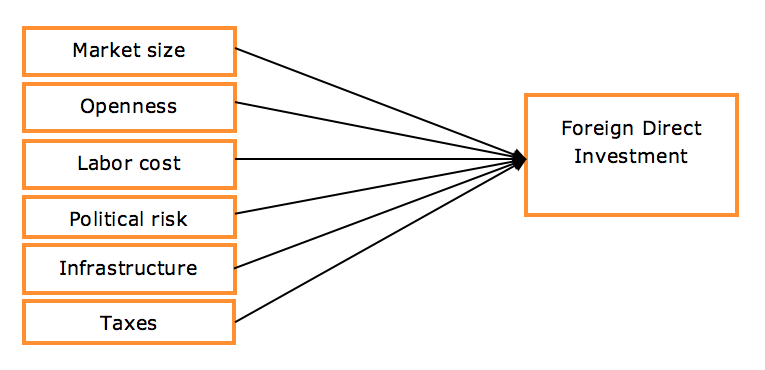 Market size
Openness
Labor cost
Political risk
Infrastructure
Taxes
Foreign Direct
Investment